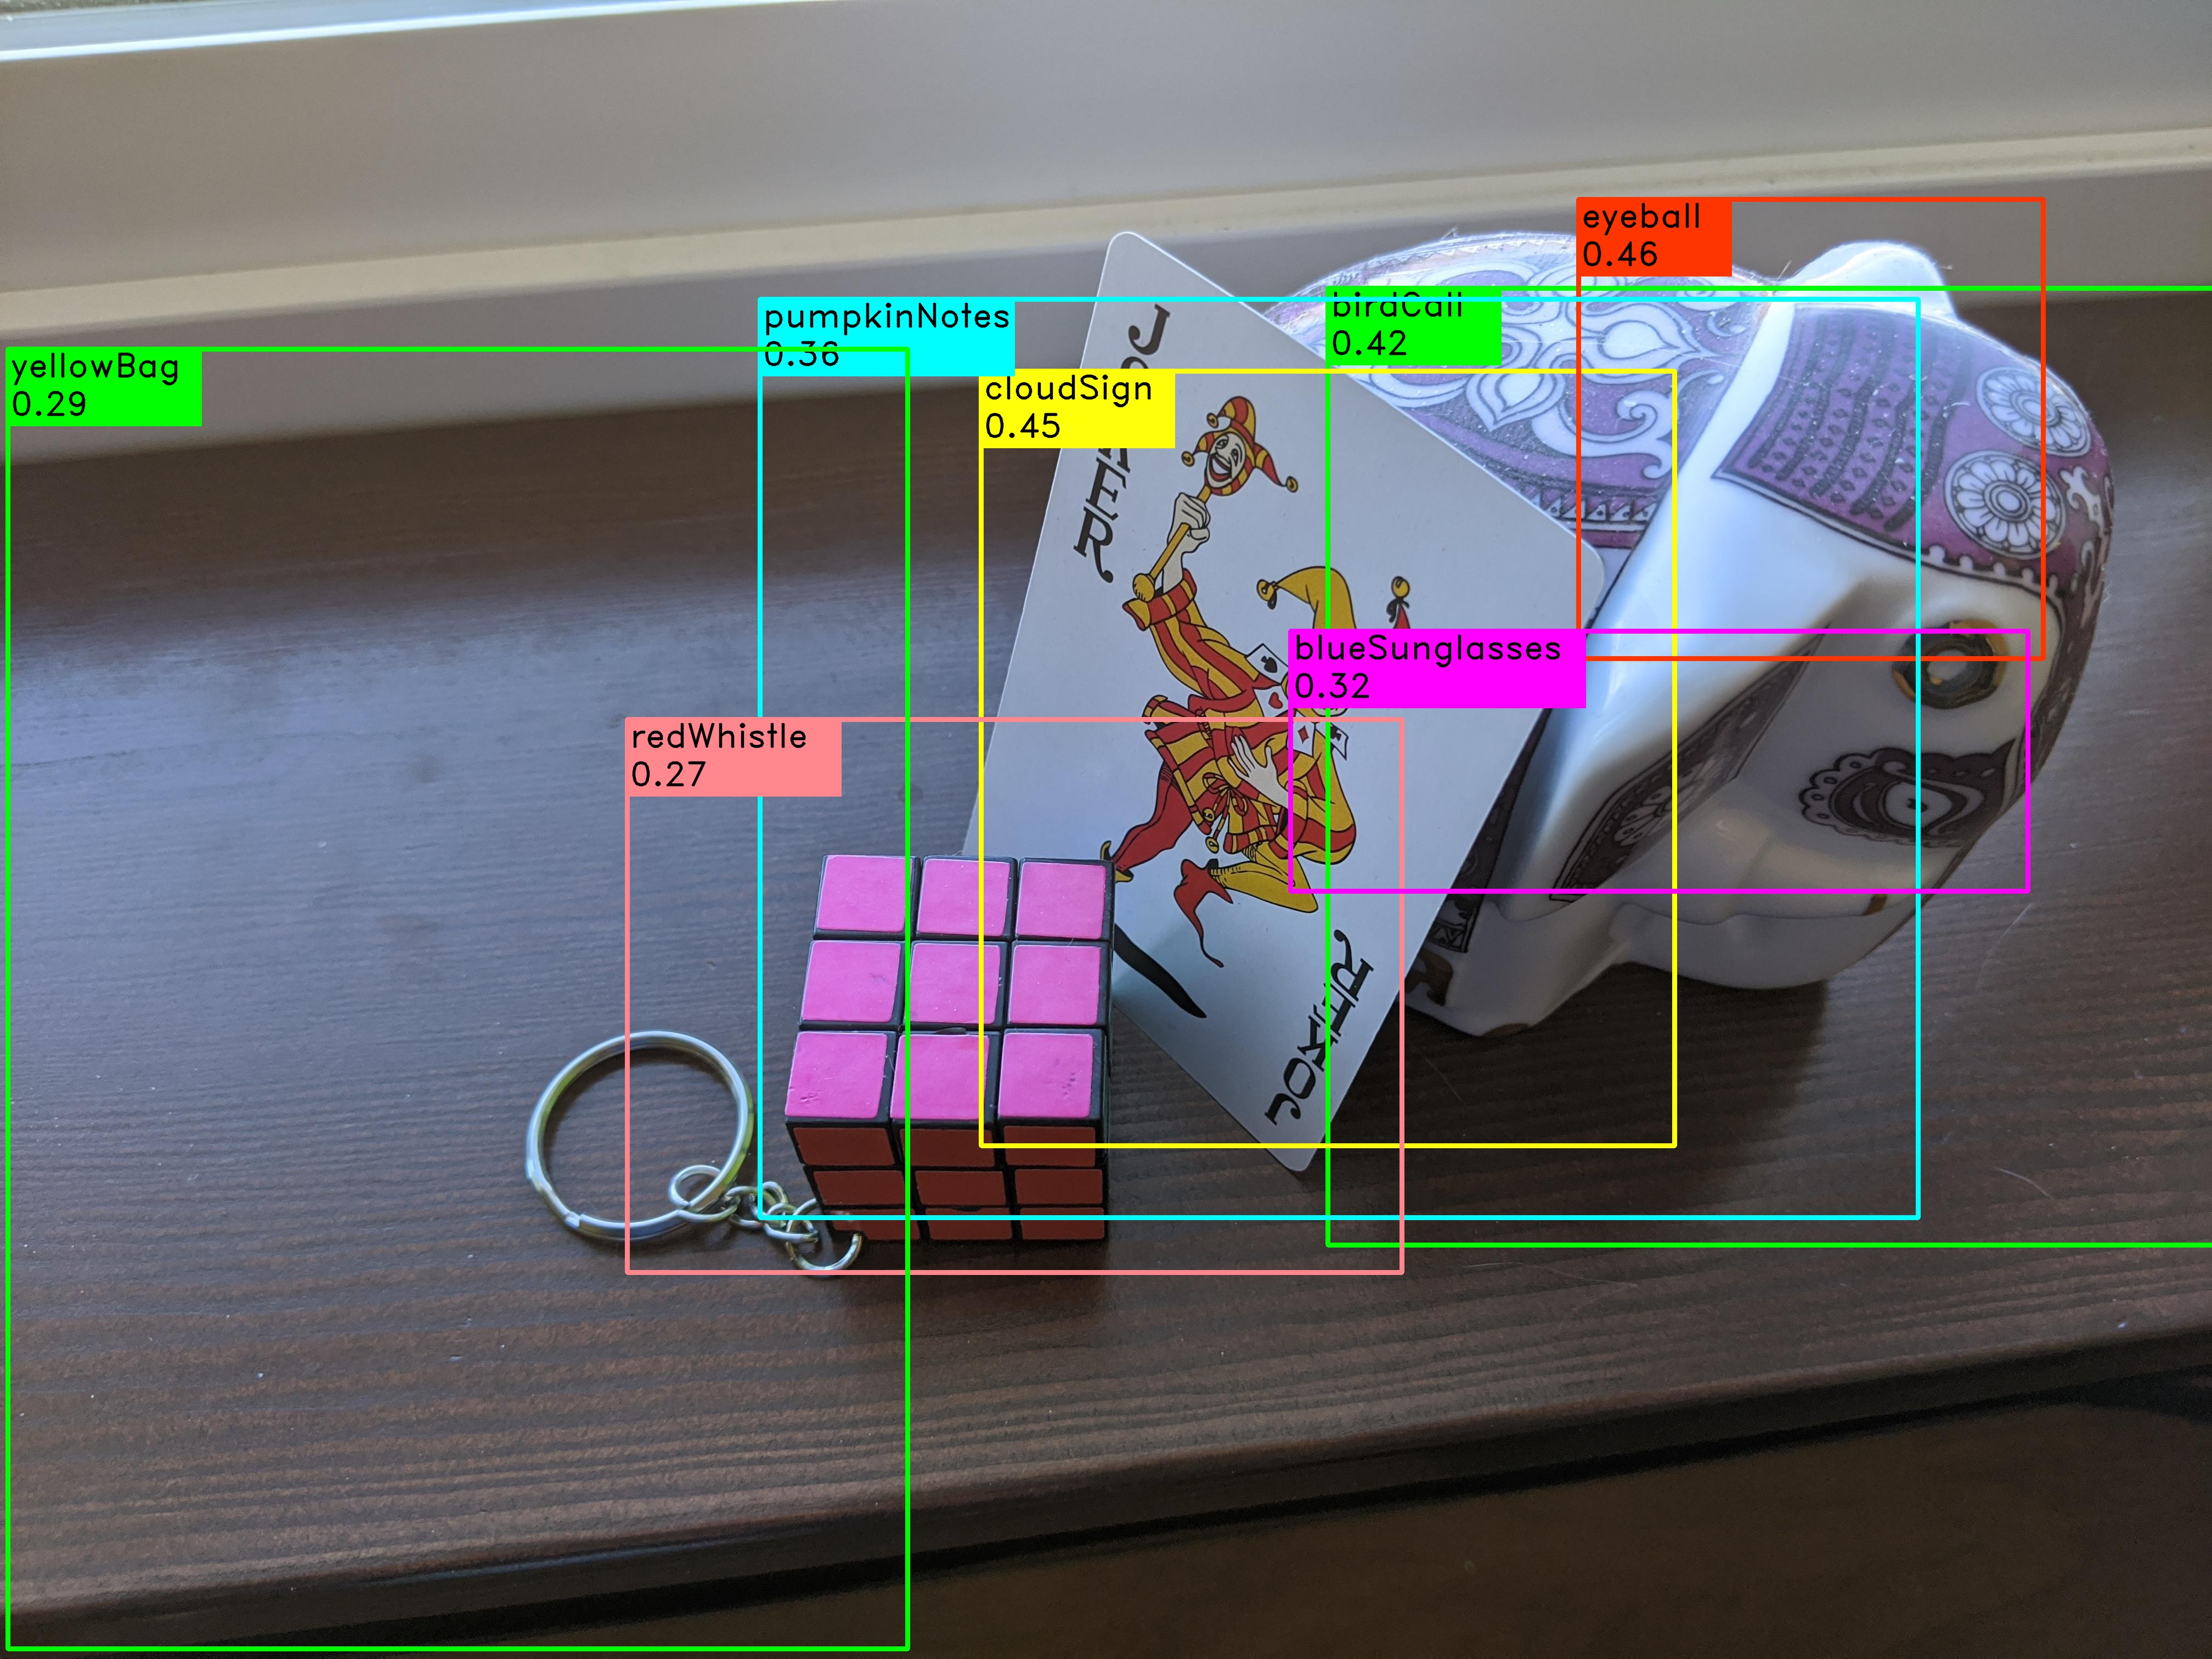 eyeball
0.46
birdCall
0.42
pumpkinNotes
0.36
yellowBag
0.29
cloudSign
0.45
JOKER
blueSunglasses
0.32
redWhistle
0.27
JOKER